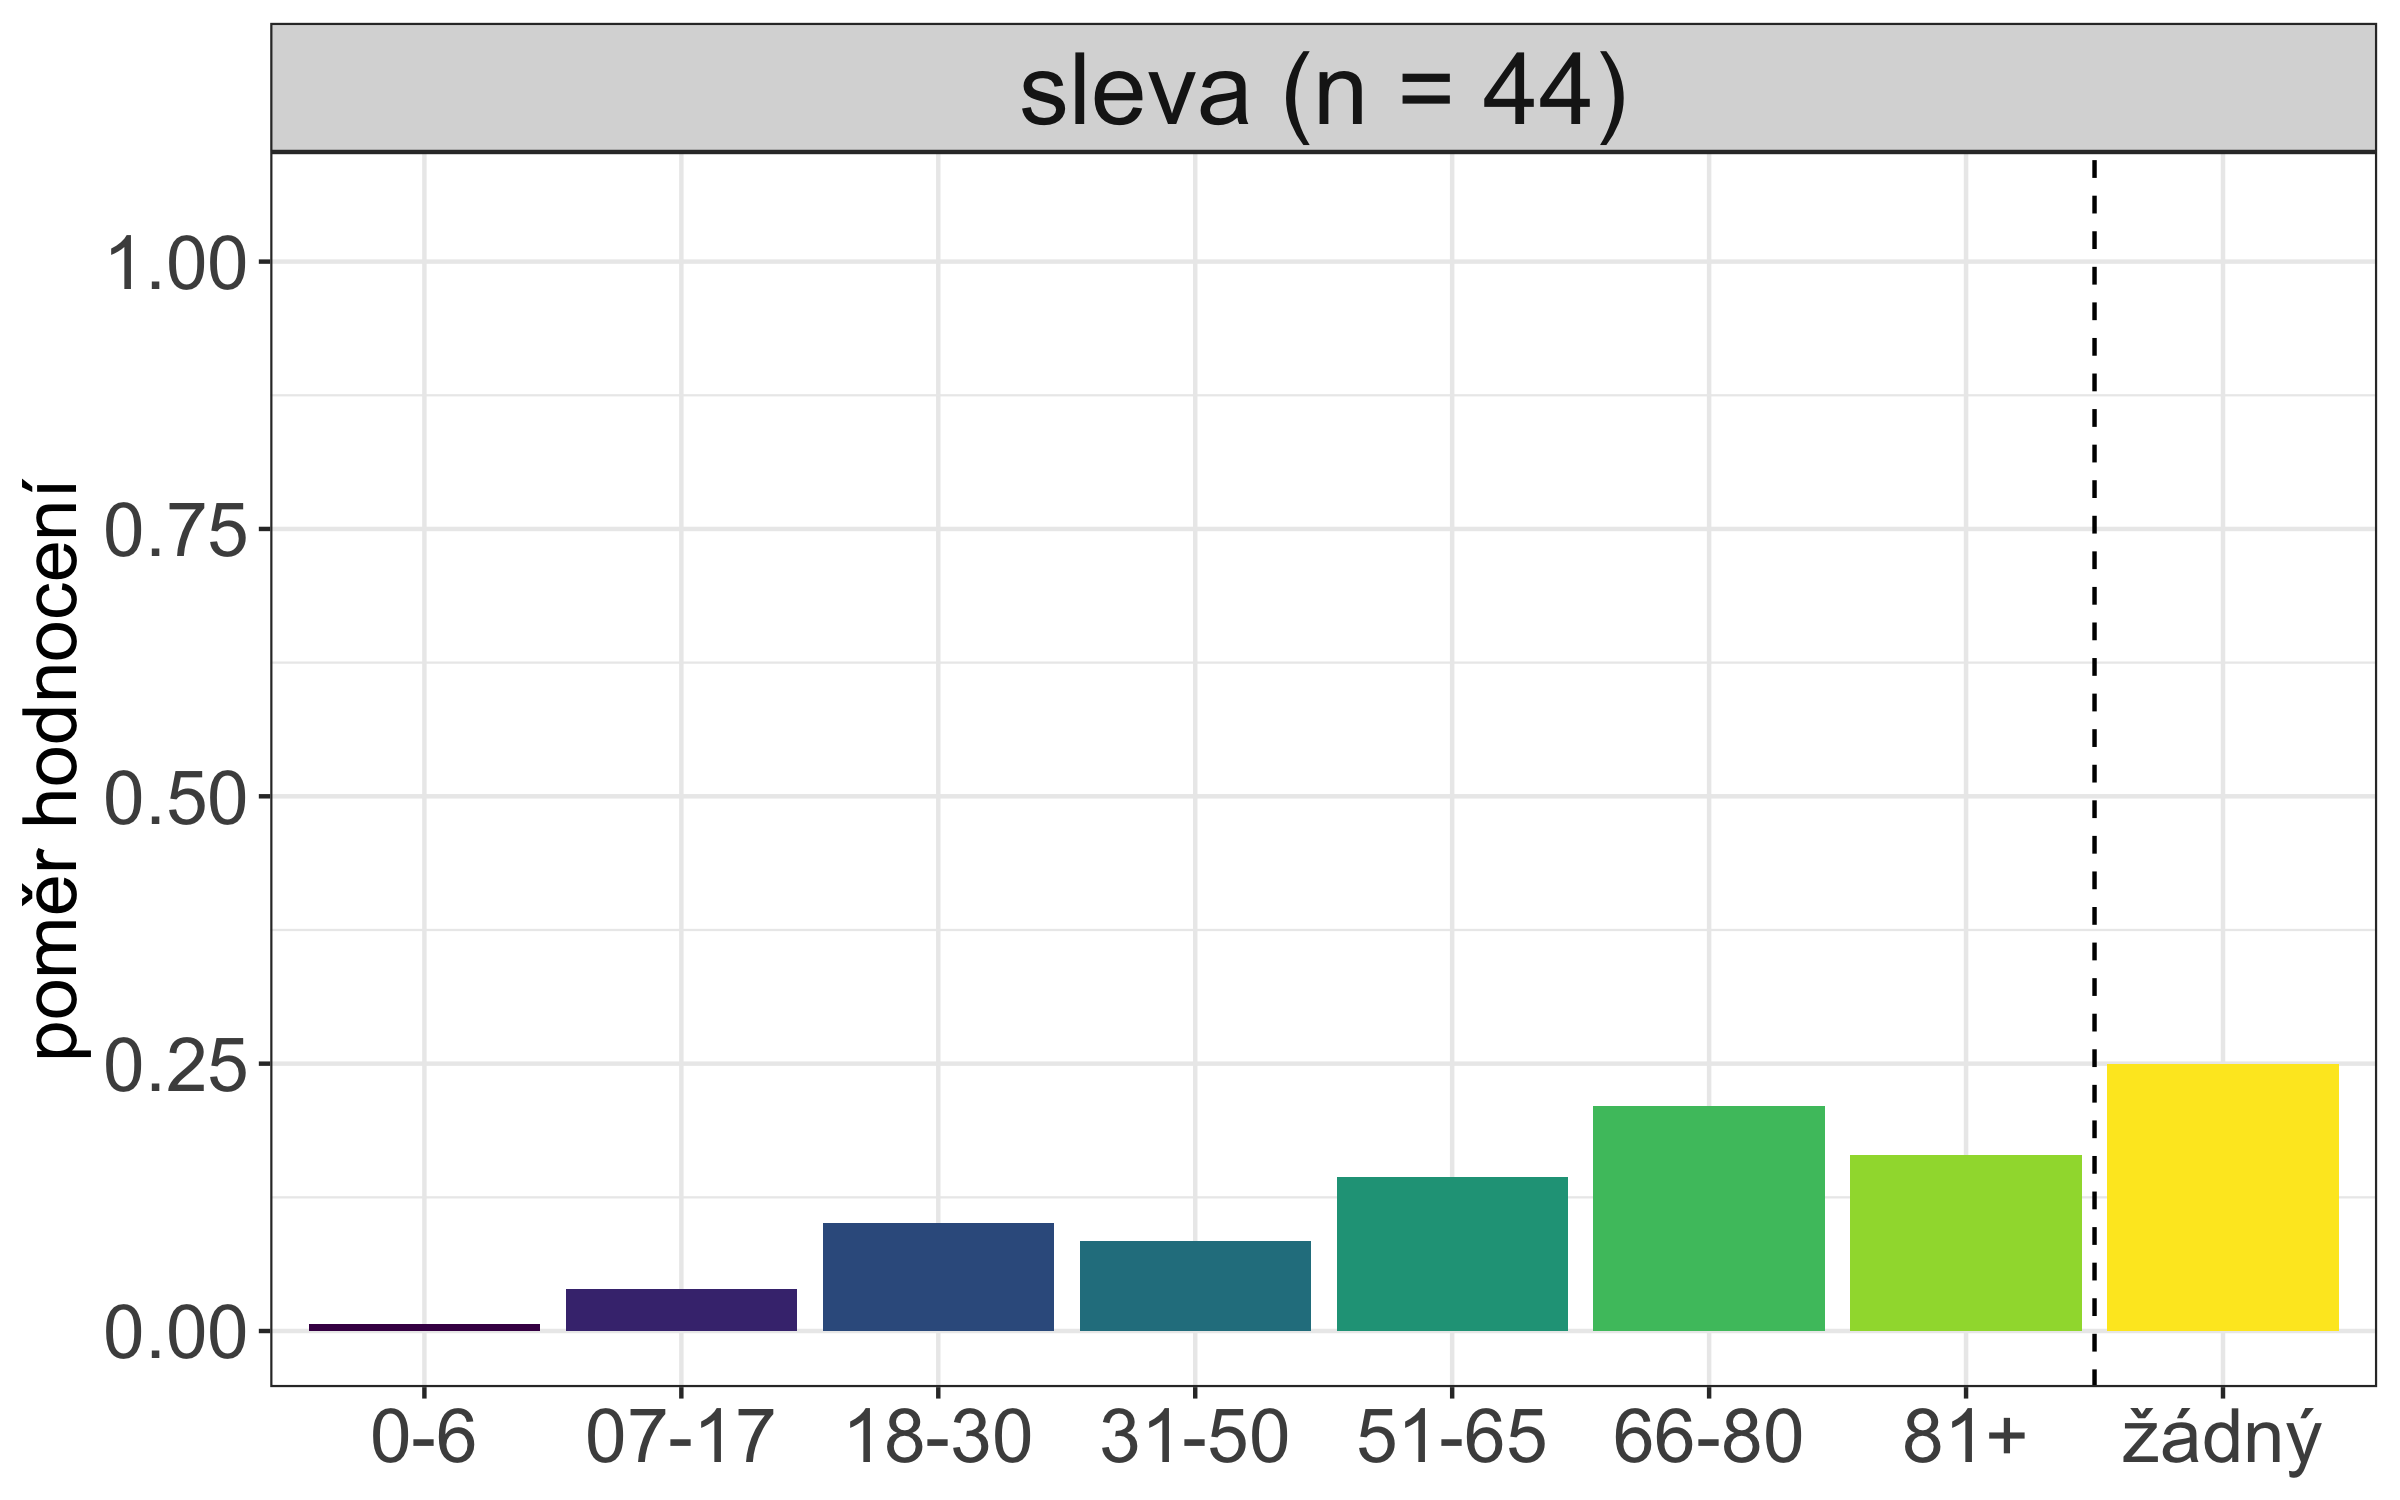 sleva (n = 44)
poměr hodnocení
1.00
0.75
0.50
0.25
0.00
0-6 07-17 18-30 31-50 51-65 66-80 81+ žádný